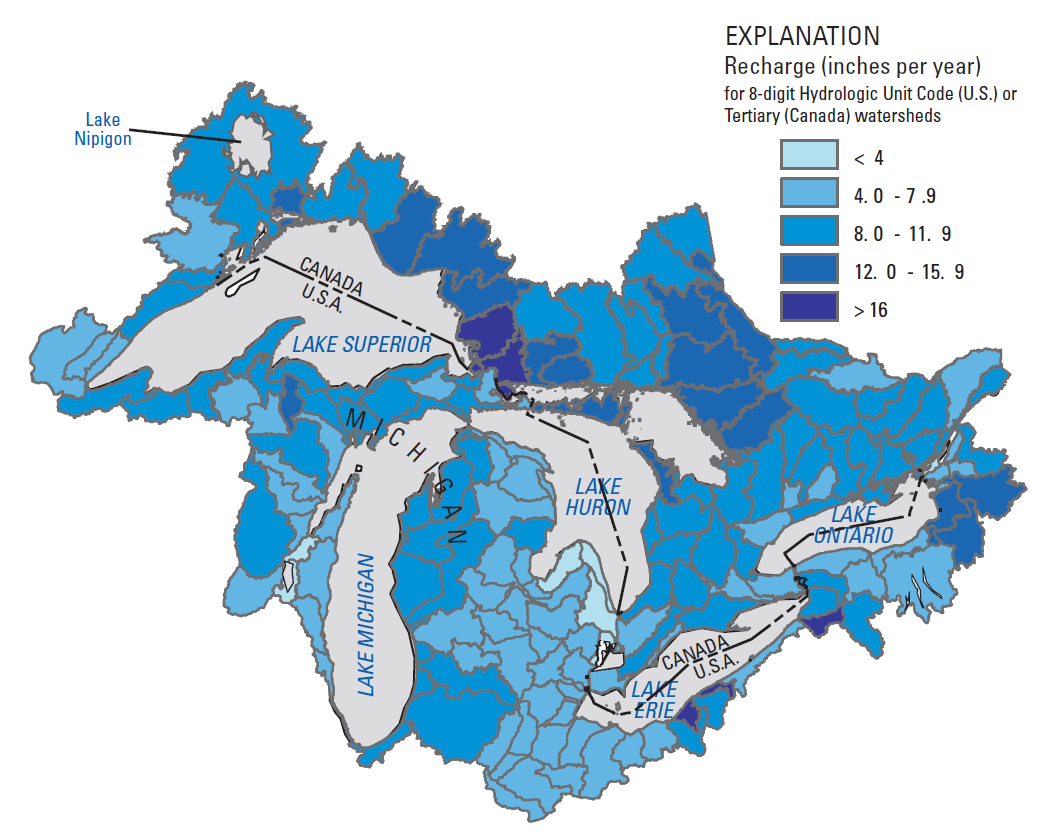 EXPLANATION
Recharge (inches per year)
for 8-digit Hydrologic Unit Code (U.S.) or
Tertiary (Canada) watersheds
< 4
4. 0 - 7 .9
8. 0 - 11. 9
12. 0 - 15. 9
> 16
Lake
Nipigon
CANADA
U.S.A.
LAKE SUPERIOR
MICHIGAN
LAKE
HURON
LAKE
ONTARIO
LAKE MICHIGAN
CANADA
U.S.A.
LAKE
ERIE